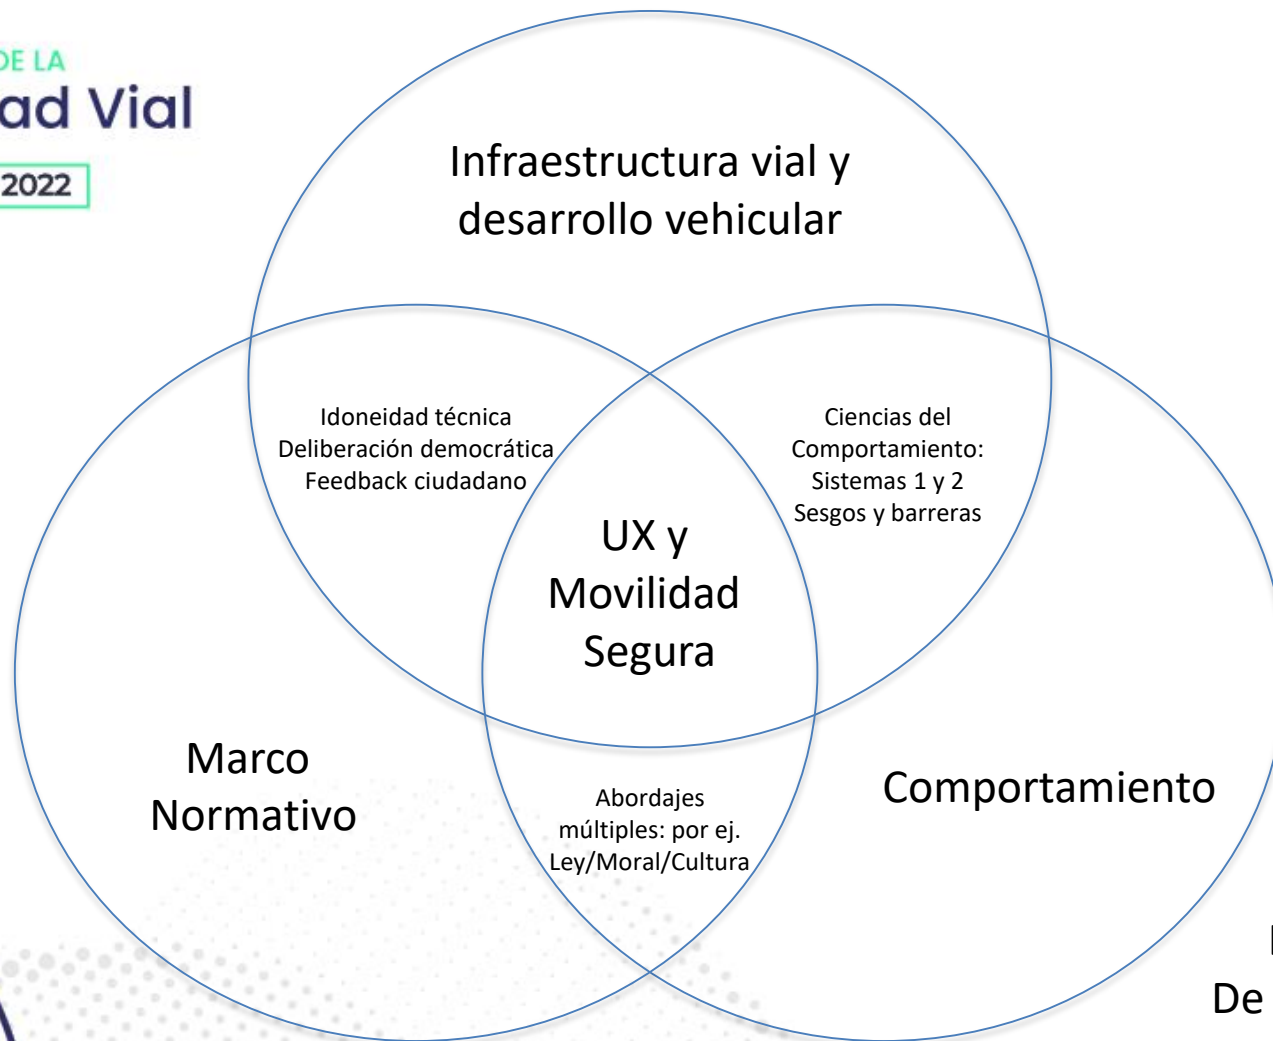 DE LA
ad Vial
2022
Infraestructura vial y
desarrollo vehicular
Idoneidad técnica
Deliberación democrática
Feedback ciudadano
Ciencias del
Comportamiento:
Sistemas 1 y 2
Sesgos y barreras
UX y
Movilidad
Segura
Marco
Normativo
Abordajes
múltiples: por ej.
Ley/Moral/Cultura
Comportamiento
De